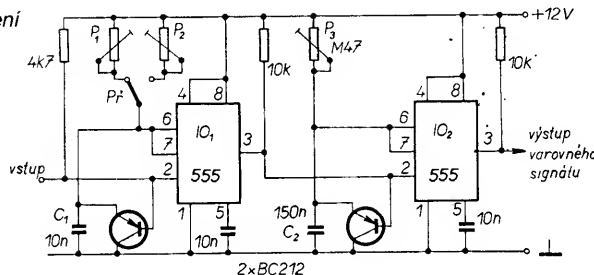 ení
+12V
P₁
P₂
P₃
M47
4k7
10k
10k
Př
4
8
4
8
6
7
2
IO₁
555
3
6
7
2
IO₂
555
3
výstup
varovného
signálu
vstup
1
5
1
5
C₁
10n
10n
150n
C₂
10n
2×BC212